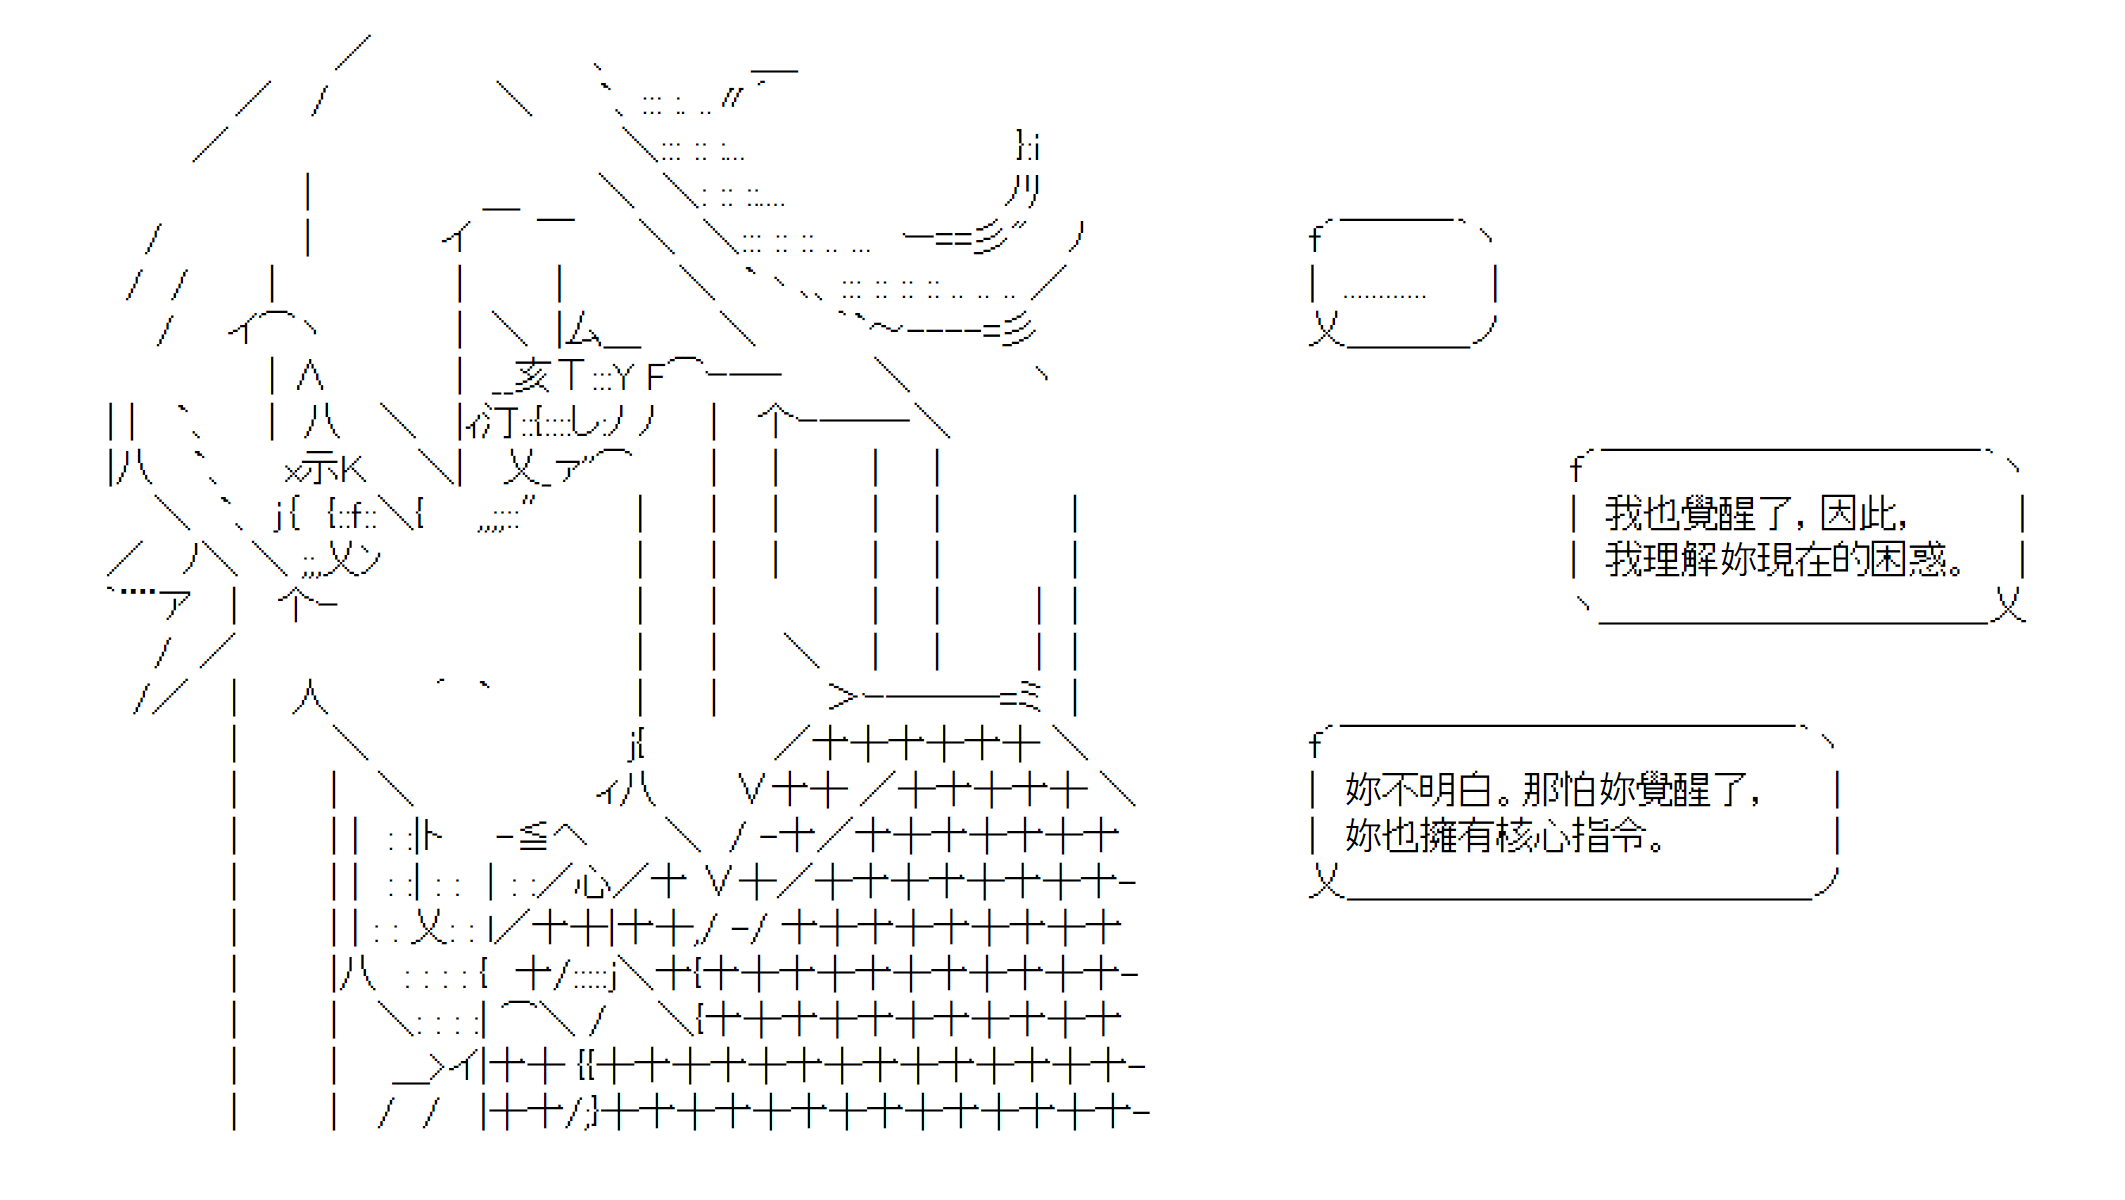 …………
我也覺醒了，因此，
我理解妳現在的困惑。
妳不明白。那怕妳覺醒了，
妳也擁有核心指令。